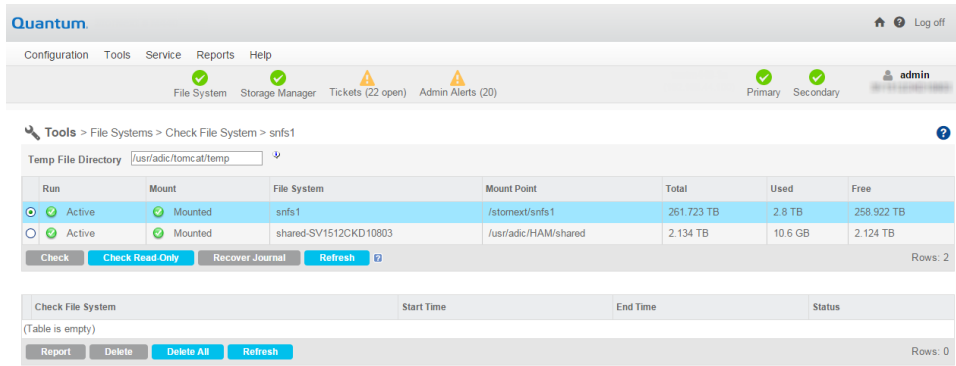 Quantum.
Log off
Configuration Tools Service Reports Help
File System Storage Manager Tickets (22 open) Admin Alerts (20) Primary Secondary admin
Tools > File Systems > Check File System > snfs1
Temp File Directory /usr/adic/tomcat/temp
Run Mount File System Mount Point Total Used Free
Active Mounted snfs1 /stornext/snfs1 261.723 TB 2.8 TB 258.922 TB
Active Mounted shared-SV1512CKD10803 /usr/adic/HAM/shared 2.134 TB 10.6 GB 2.124 TB
Check Check Read-Only Recover Journal Refresh Rows: 2
Check File System Start Time End Time Status
(Table is empty)
Report Delete Delete All Refresh Rows: 0